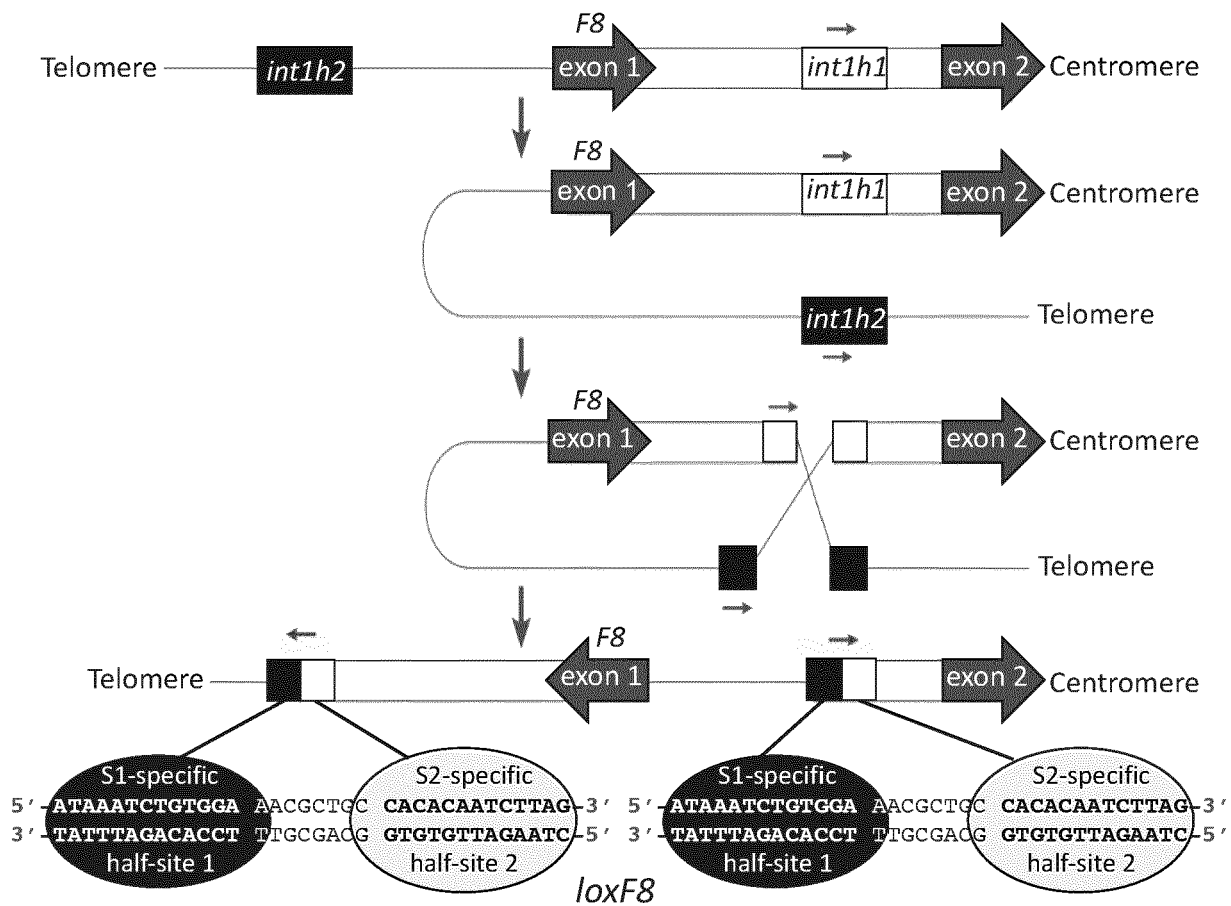 F8
Telomere int1h2 exon 1 int1h1 exon 2 Centromere
F8
exon 1 int1h1 exon 2 Centromere
int1h2 Telomere
F8
exon 1 exon 2 Centromere
Telomere
F8
Telomere exon 1 exon 2 Centromere
S1-specific S2-specific S1-specific S2-specific
5′-ATAAATCTGTGGA AACGCTGC CACACAATCTTAG-3′ 5′-ATAAATCTGTGGA AACGCTGC CACACAATCTTAG-3′
3′-TATTTAGACACCT TTGCGACG GTGTGTTAGAATC-5′ 3′-TATTTAGACACCT TTGCGACG GTGTGTTAGAATC-5′
half-site 1 half-site 2 half-site 1 half-site 2
loxF8